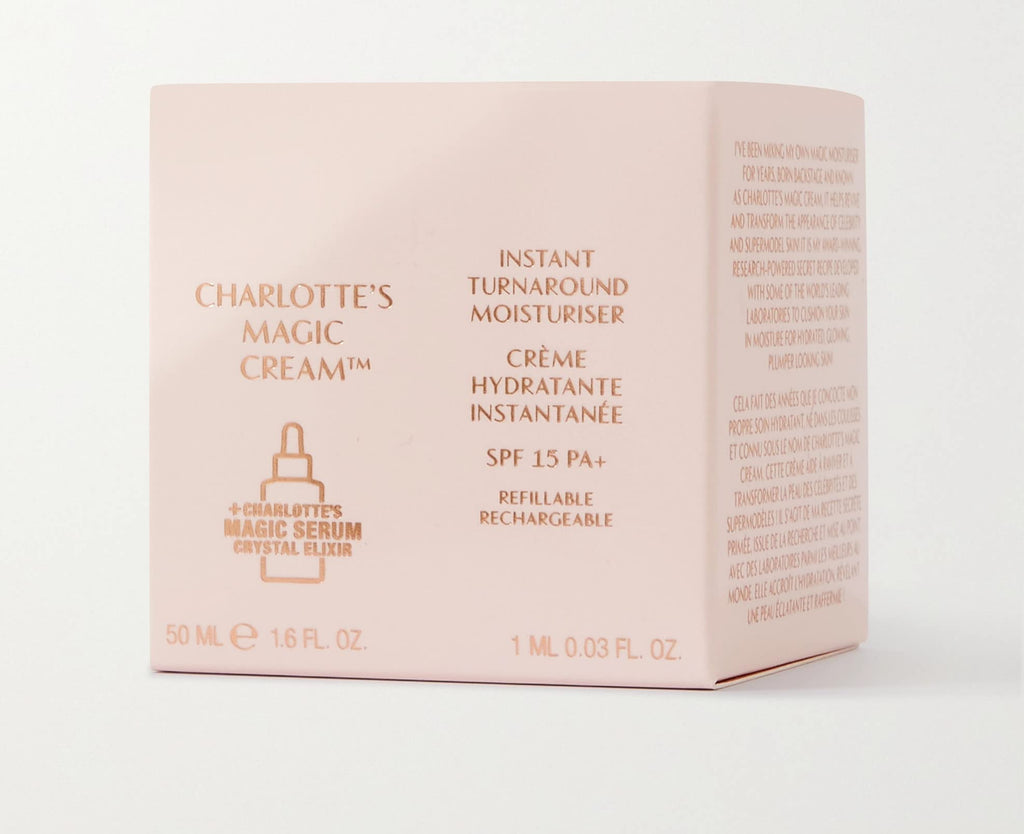 CHARLOTTE'S
MAGIC
CREAM™
+CHARLOTTE'S
MAGIC SERUM
CRYSTAL ELIXIR
50 ML ℮ 1.6 FL. OZ.
INSTANT
TURNAROUND
MOISTURISER
CRÈME
HYDRATANTE
INSTANTANÉE
SPF 15 PA+
REFILLABLE
RECHARGEABLE
1 ML 0.03 FL. OZ.
I'VE BEEN MIXING MY OWN MAGIC MOISTURISER
FOR YEARS. BORN BACKSTAGE AND KNOWN
AS CHARLOTTE'S MAGIC CREAM, IT HELPS REVIVE
AND TRANSFORM THE APPEARANCE OF CELEBRITY
AND SUPERMODEL SKIN! IT IS MY AWARD-WINNING,
RESEARCH-POWERED SECRET RECIPE DEVELOPED
WITH SOME OF THE WORLD'S LEADING
LABORATORIES TO CUSHION YOUR SKIN
IN MOISTURE FOR HYDRATED, GLOWING,
PLUMPER LOOKING SKIN.
CELA FAIT DES ANNÉES QUE JE CONCOCTE MON
PROPRE SOIN HYDRATANT. NÉ DANS LES COULISSES
ET CONNU SOUS LE NOM DE CHARLOTTE'S MAGIC
CREAM, CETTE CRÈME AIDE À RAVIVER ET À
TRANSFORMER LA PEAU DES CÉLÉBRITÉS ET DES
SUPERMODÈLES ! IL S'AGIT DE MA RECETTE SECRÈTE
PRIMÉE, ISSUE DE LA RECHERCHE ET MISE AU POINT
AVEC DES LABORATOIRES PARMI LES MEILLEURS AU
MONDE. ELLE ACCROÎT L'HYDRATATION, RÉVÉLANT
UNE PEAU ÉCLATANTE ET RAFFERMIE !